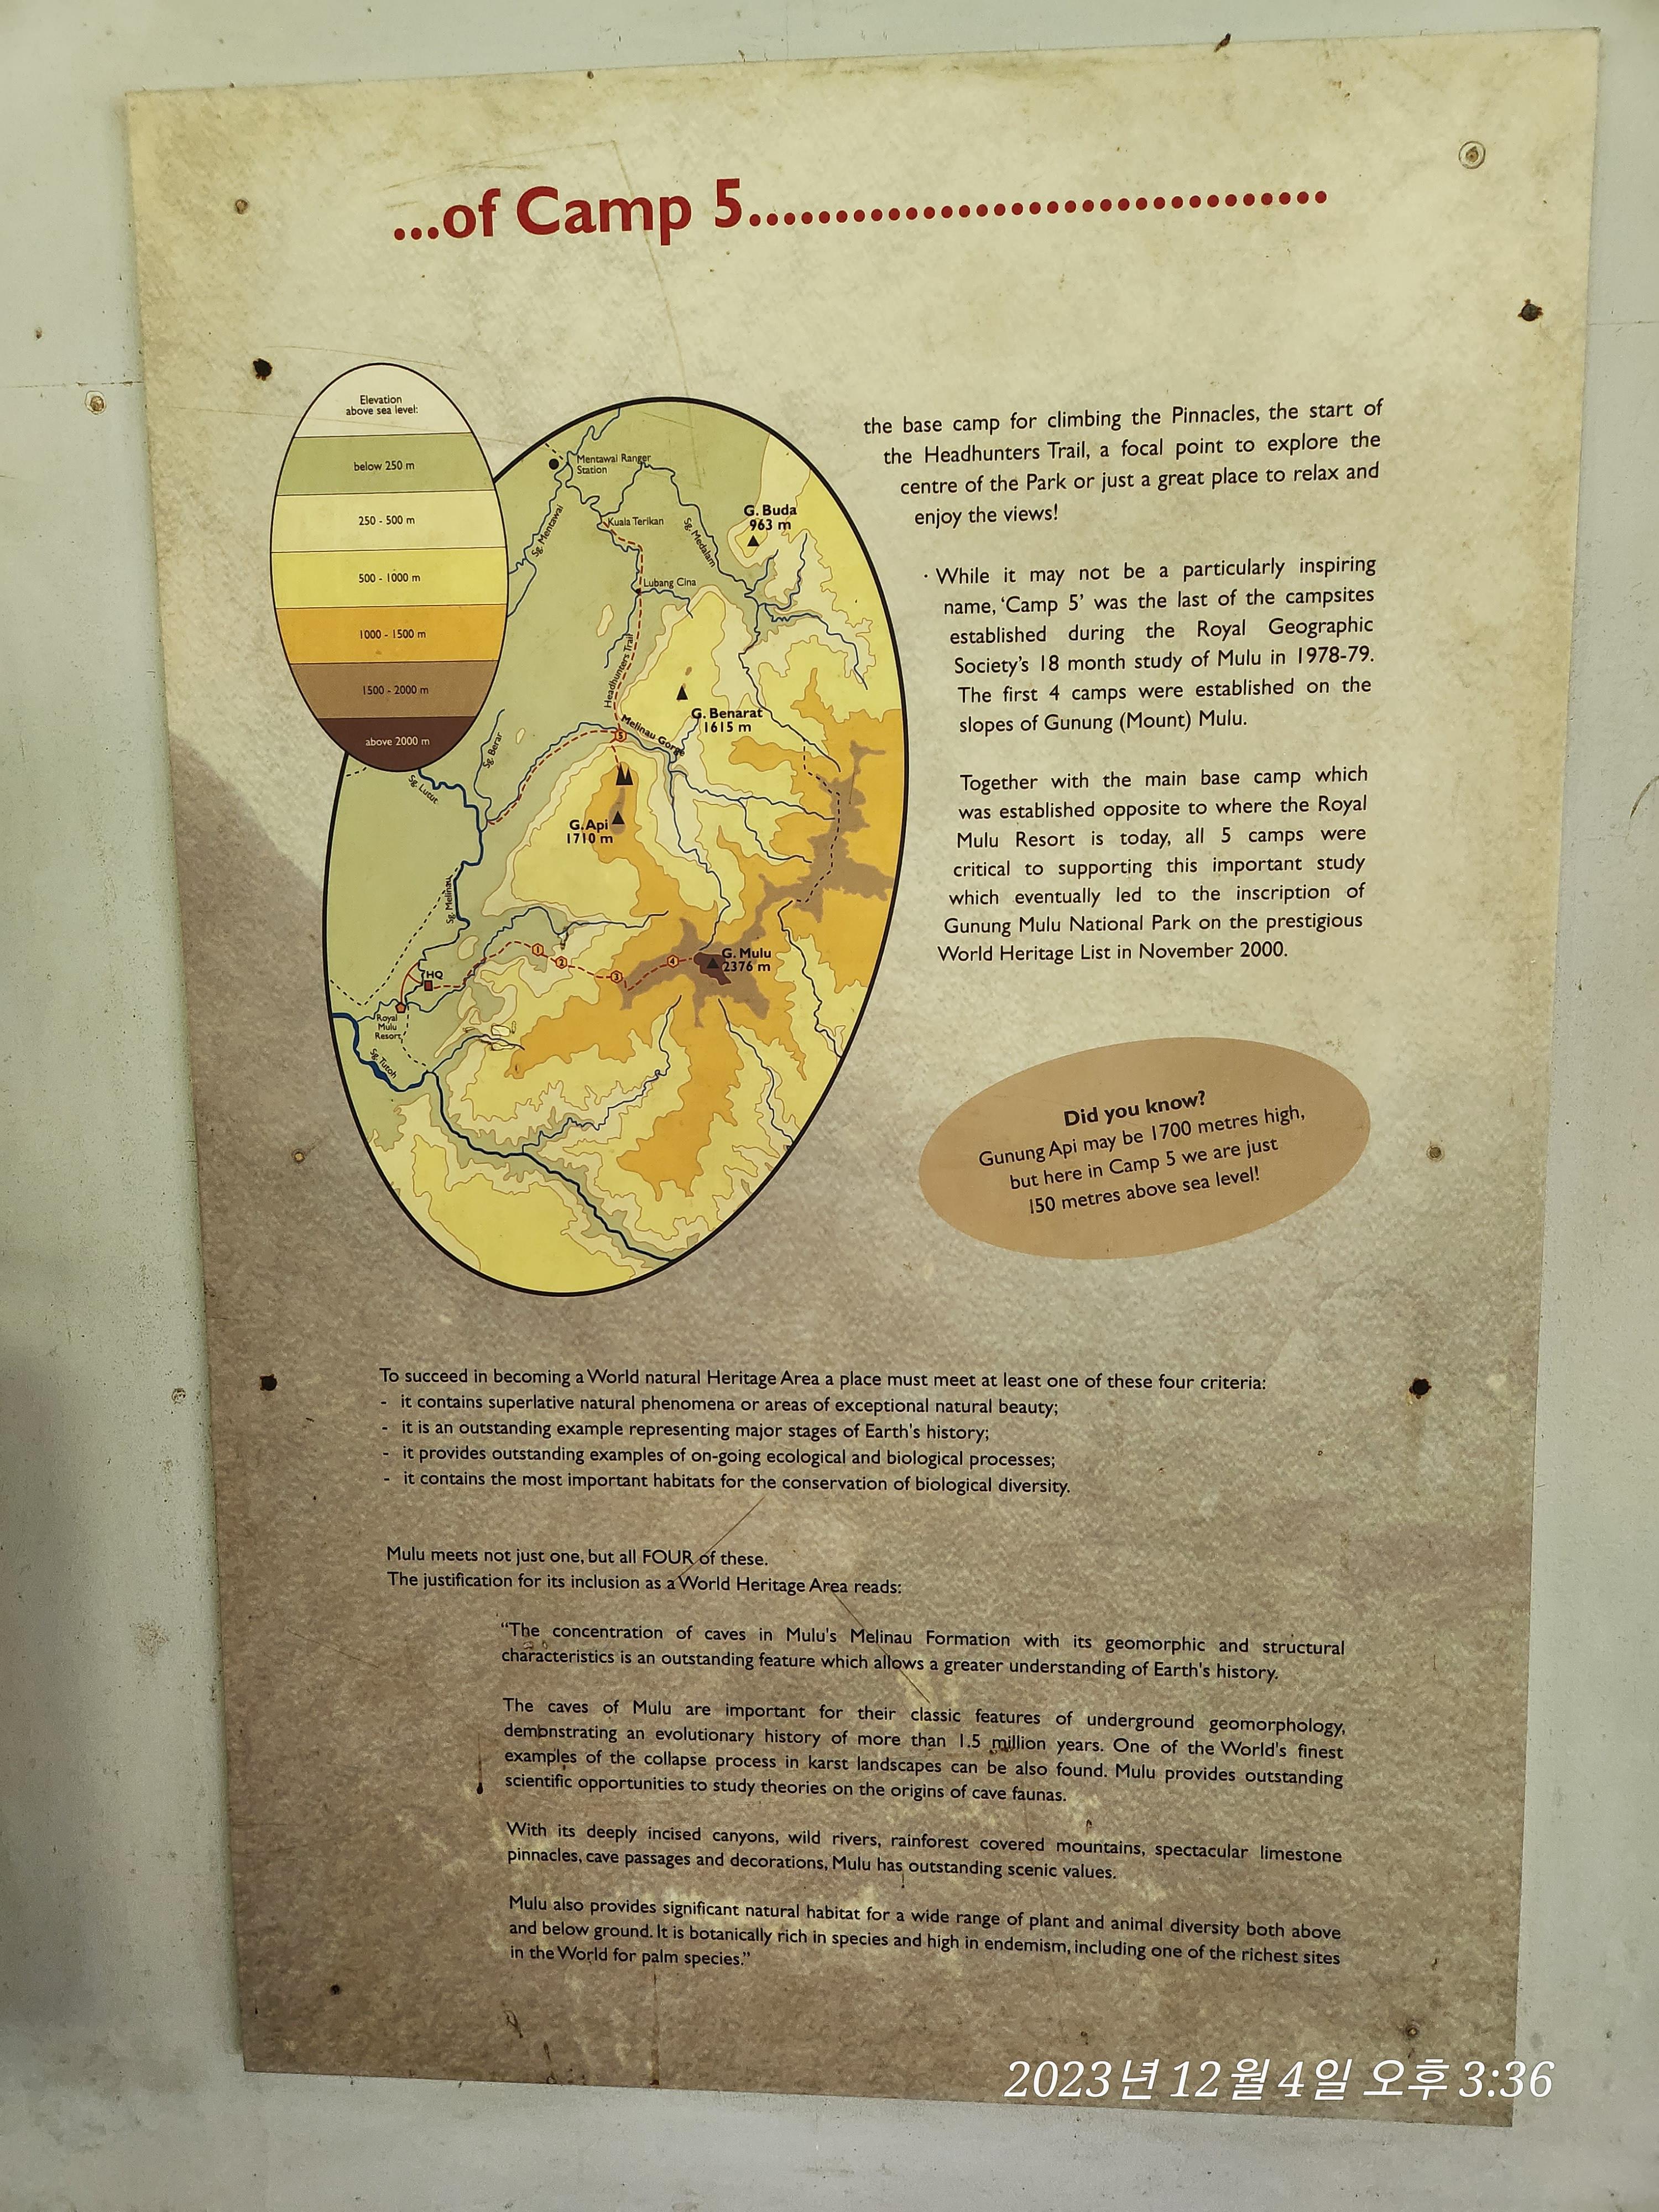 ...of Camp 5.................................
Elevation
above sea level:
below 250 m
250 - 500 m
500 - 1000 m
1000 - 1500 m
1500 - 2000 m
above 2000 m
Mentawai Ranger
Station
Sg. Mentawai
Kuala Terikan
Sg. Medalam
G. Buda
963 m
Lubang Cina
Headhunters Trail
G. Benarat
1615 m
Melinau Gorge
5
Sg. Berar
Sg. Lutut
G. Api
1710 m
Sg. Melinau
1
2
3
4
G. Mulu
2376 m
HQ
Royal
Mulu
Resort
Sg. Tutoh
the base camp for climbing the Pinnacles, the start of
the Headhunters Trail, a focal point to explore the
centre of the Park or just a great place to relax and
enjoy the views!
· While it may not be a particularly inspiring
name, ‘Camp 5’ was the last of the campsites
established during the Royal Geographic
Society's 18 month study of Mulu in 1978-79.
The first 4 camps were established on the
slopes of Gunung (Mount) Mulu.
Together with the main base camp which
was established opposite to where the Royal
Mulu Resort is today, all 5 camps were
critical to supporting this important study
which eventually led to the inscription of
Gunung Mulu National Park on the prestigious
World Heritage List in November 2000.
Did you know?
Gunung Api may be 1700 metres high,
but here in Camp 5 we are just
150 metres above sea level!
To succeed in becoming a World natural Heritage Area a place must meet at least one of these four criteria:
- it contains superlative natural phenomena or areas of exceptional natural beauty;
- it is an outstanding example representing major stages of Earth's history;
- it provides outstanding examples of on-going ecological and biological processes;
- it contains the most important habitats for the conservation of biological diversity.
Mulu meets not just one, but all FOUR of these.
The justification for its inclusion as a World Heritage Area reads:
“The concentration of caves in Mulu's Melinau Formation with its geomorphic and structural
characteristics is an outstanding feature which allows a greater understanding of Earth's history.
The caves of Mulu are important for their classic features of underground geomorphology,
demonstrating an evolutionary history of more than 1.5 million years. One of the World's finest
examples of the collapse process in karst landscapes can be also found. Mulu provides outstanding
scientific opportunities to study theories on the origins of cave faunas.
With its deeply incised canyons, wild rivers, rainforest covered mountains, spectacular limestone
pinnacles, cave passages and decorations, Mulu has outstanding scenic values.
Mulu also provides significant natural habitat for a wide range of plant and animal diversity both above
and below ground. It is botanically rich in species and high in endemism, including one of the richest sites
in the World for palm species.”
2023년 12월 4일 오후 3:36